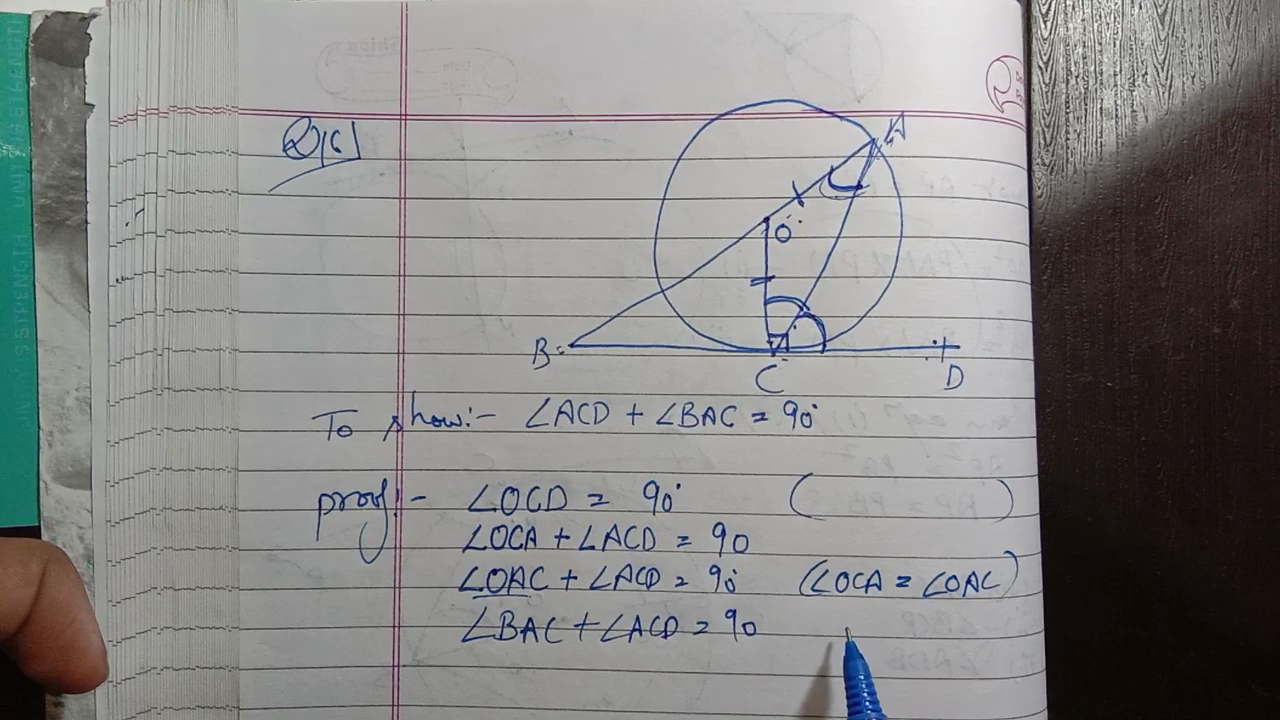 Q1(c)
A
O
B
C
D
To show:- ∠ACD + ∠BAC = 90°
proof:- ∠OCD = 90° ( )
∠OCA + ∠ACD = 90
∠OAC + ∠ACD = 90° (∠OCA = ∠OAC)
∠BAC + ∠ACD = 90